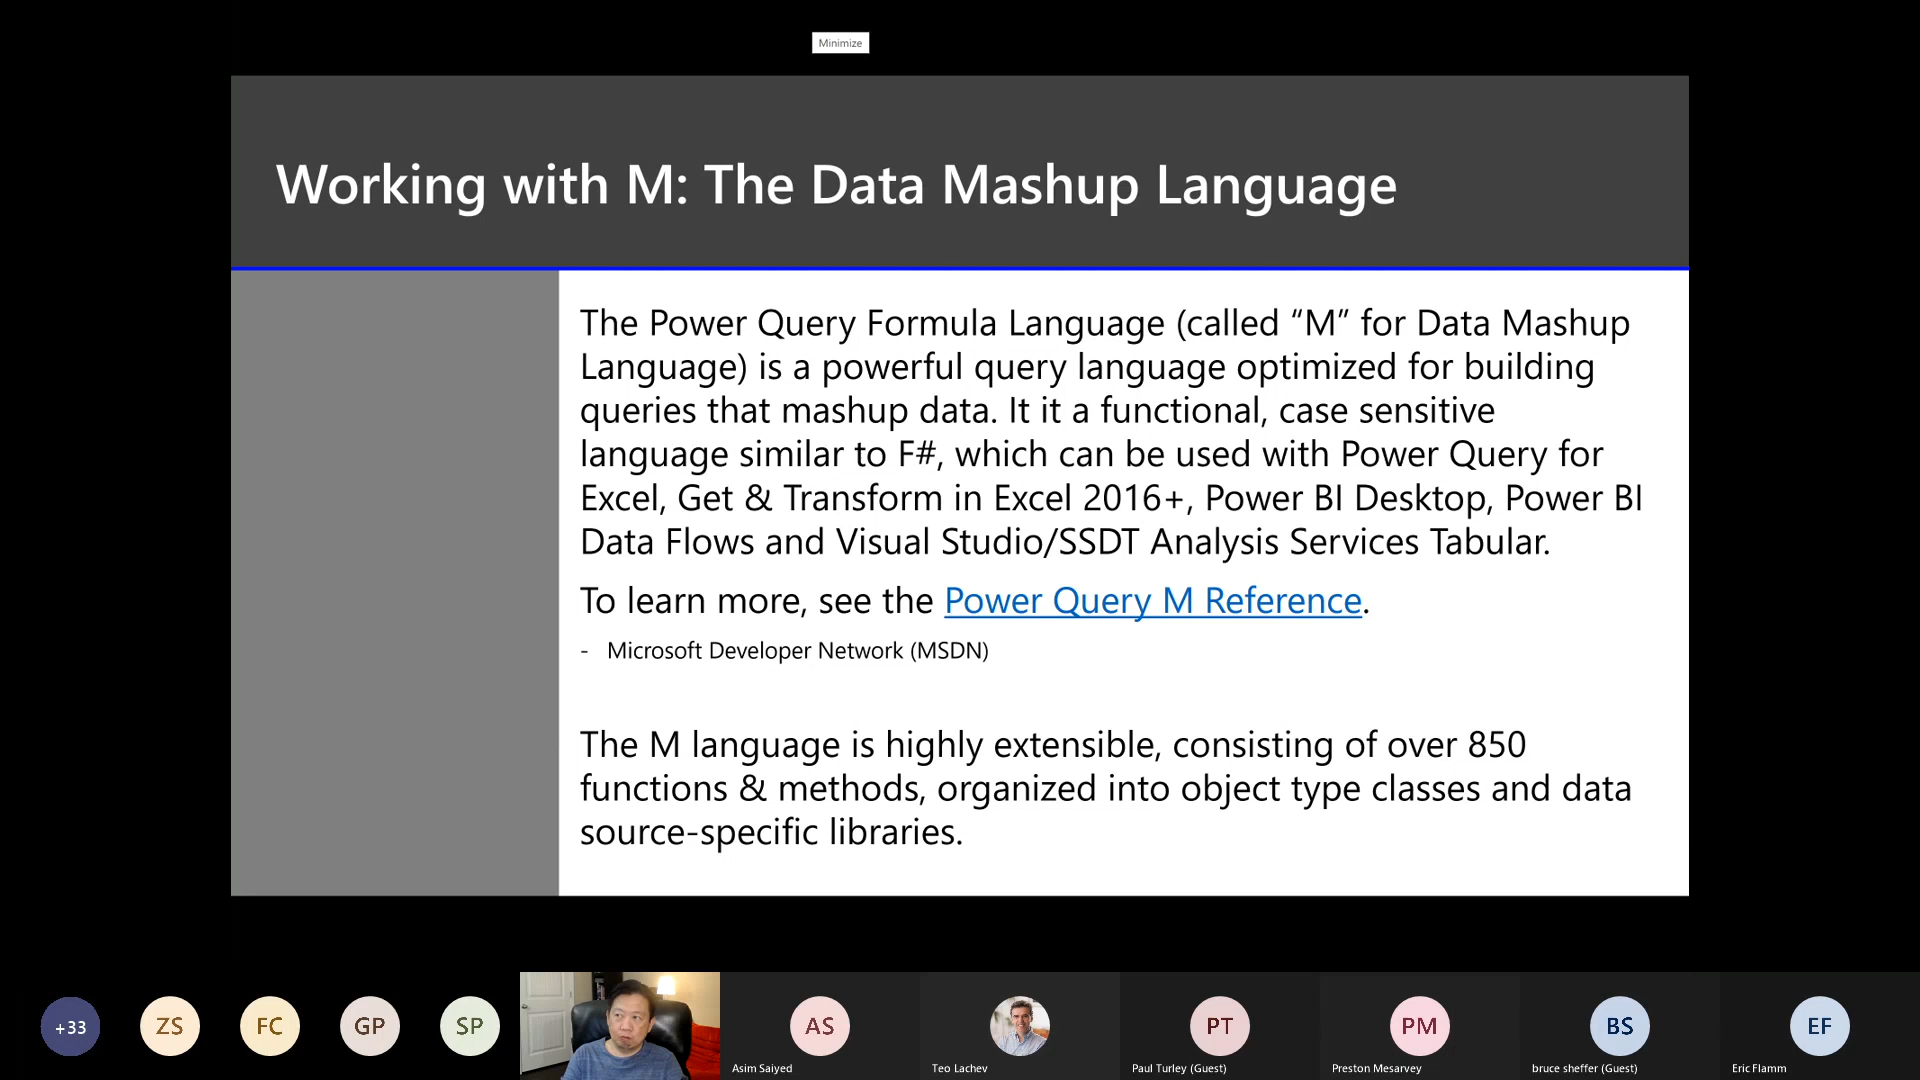 Minimize
Working with M: The Data Mashup Language
The Power Query Formula Language (called “M” for Data Mashup
Language) is a powerful query language optimized for building
queries that mashup data. It it a functional, case sensitive
language similar to F#, which can be used with Power Query for
Excel, Get & Transform in Excel 2016+, Power BI Desktop, Power BI
Data Flows and Visual Studio/SSDT Analysis Services Tabular.
To learn more, see the Power Query M Reference.
- Microsoft Developer Network (MSDN)
The M language is highly extensible, consisting of over 850
functions & methods, organized into object type classes and data
source-specific libraries.
+33
ZS
FC
GP
SP
AS
PT
PM
BS
EF
Asim Saiyed
Teo Lachev
Paul Turley (Guest)
Preston Mesarvey
bruce sheffer (Guest)
Eric Flamm